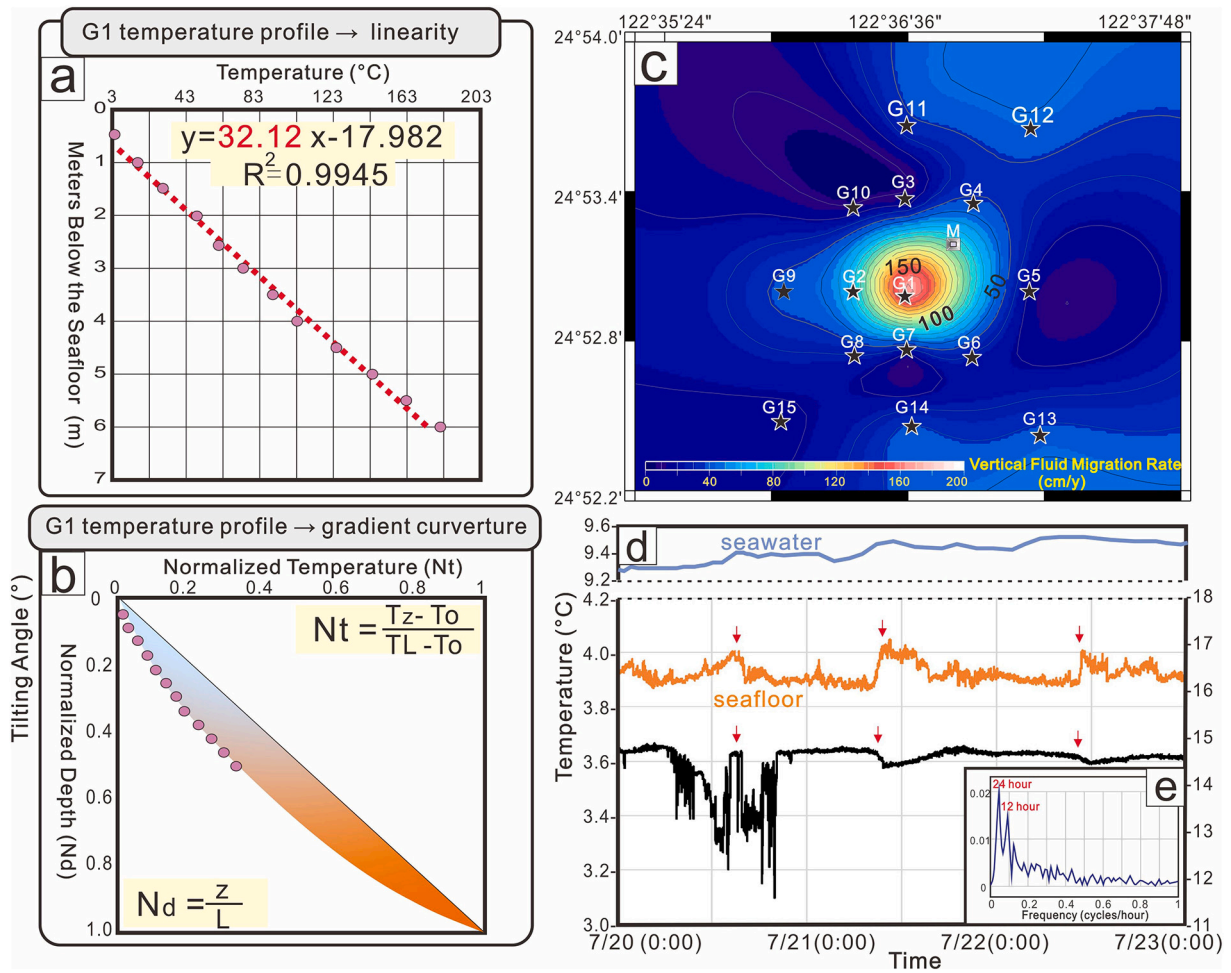 G1 temperature profile → linearity
a
Temperature (°C)
3 43 83 123 163 203
Meters Below the Seafloor (m)
0
1
2
3
4
5
6
7
y=32.12 x-17.982
R²=0.9945
G1 temperature profile → gradient curverture
b
Normalized Temperature (Nt)
0 0.2 0.4 0.6 0.8 1
Tilting Angle (°)
Normalized Depth (Nd)
0
0.2
0.4
0.6
0.8
1.0
Nt = Tz- To
TL -To
Nd = z
L
122°35'24" 122°36'36" 122°37'48"
24°54.0'
24°53.4'
24°52.8'
24°52.2'
c
G11
G12
G10
G3
G4
M
G9
G2
150
G1
50
G5
100
G8
G7
G6
G15
G14
G13
0 40 80 120 160 200
Vertical Fluid Migration Rate
(cm/y)
d
seawater
9.6
9.4
9.2
Temperature (°C)
4.2
4.0
3.8
3.6
3.4
3.2
3.0
seafloor
18
17
16
15
14
13
12
11
7/20 (0:00) 7/21(0:00) 7/22(0:00) 7/23(0:00)
Time
e
24 hour
12 hour
0.02
0.01
0
0 0.2 0.4 0.6 0.8 1
Frequency (cycles/hour)